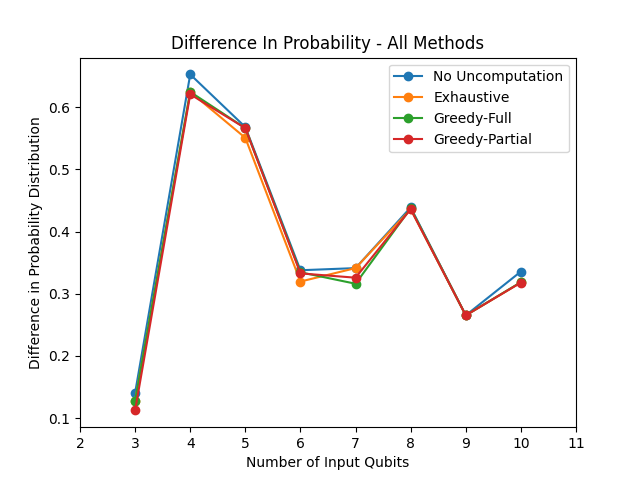 Difference In Probability - All Methods
No Uncomputation
Exhaustive
Greedy-Full
Greedy-Partial
Difference in Probability Distribution
0.6
0.5
0.4
0.3
0.2
0.1
2 3 4 5 6 7 8 9 10 11
Number of Input Qubits